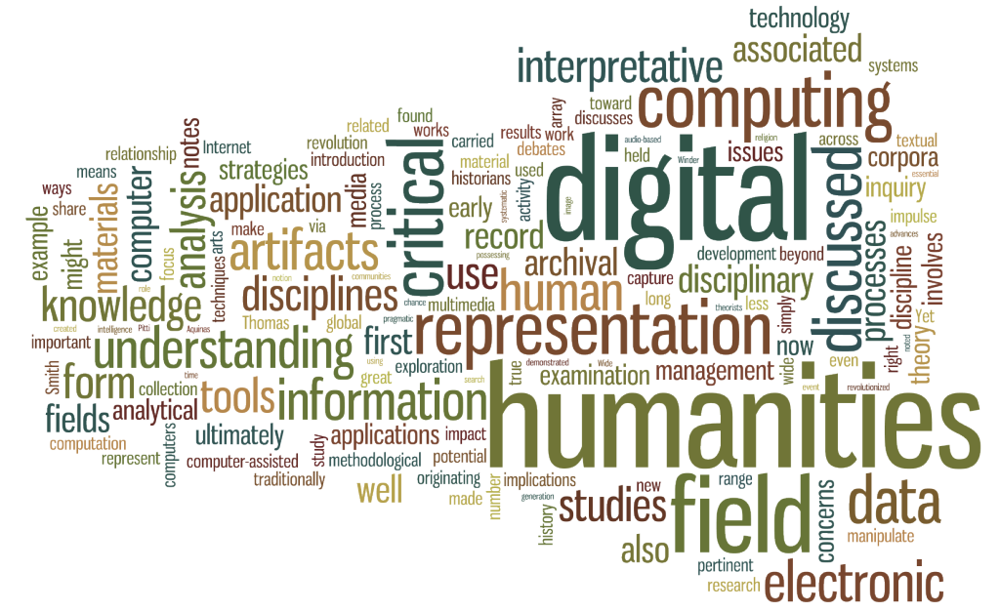 technology
associated
interpretative
systems
computing
array
toward
discusses
found
related
works
carried
results
work
debates
audio-based
religion
across
textual
notes
Internet
revolution
introduction
critical
material
used
held
Winder
issues
corpora
relationship
strategies
historians
digital
discussed
essential
means
media
process
activity
image
inquiry
ways
materials
computer
analysis
application
early
systematic
impulse
share
example
might
focus
arts
make
via
artifacts
record
possessing
archival
development
beyond
processes
advances
discipline
involves
techniques
notion
communities
use
human
capture
disciplinary
role
knowledge
disciplines
chance
multimedia
long
theorists
less
simply
created
intelligence
Pitti
Aquinas
Thomas
global
pragmatic
representation
Yet
noted
theory
important
understanding
first
now
right
using
exploration
true
demonstrated
Wide
wide
even
Smith
form
time
great
search
examination
management
event
revolutionized
collection
tools
information
humanities
fields
analytical
computation
ultimately
applications
impact
represent
computers
computer-assisted
study
methodological
potential
traditionally
well
originating
number
implications
new
range
made
generation
history
studies
field
concerns
data
manipulate
also
pertinent
research
electronic